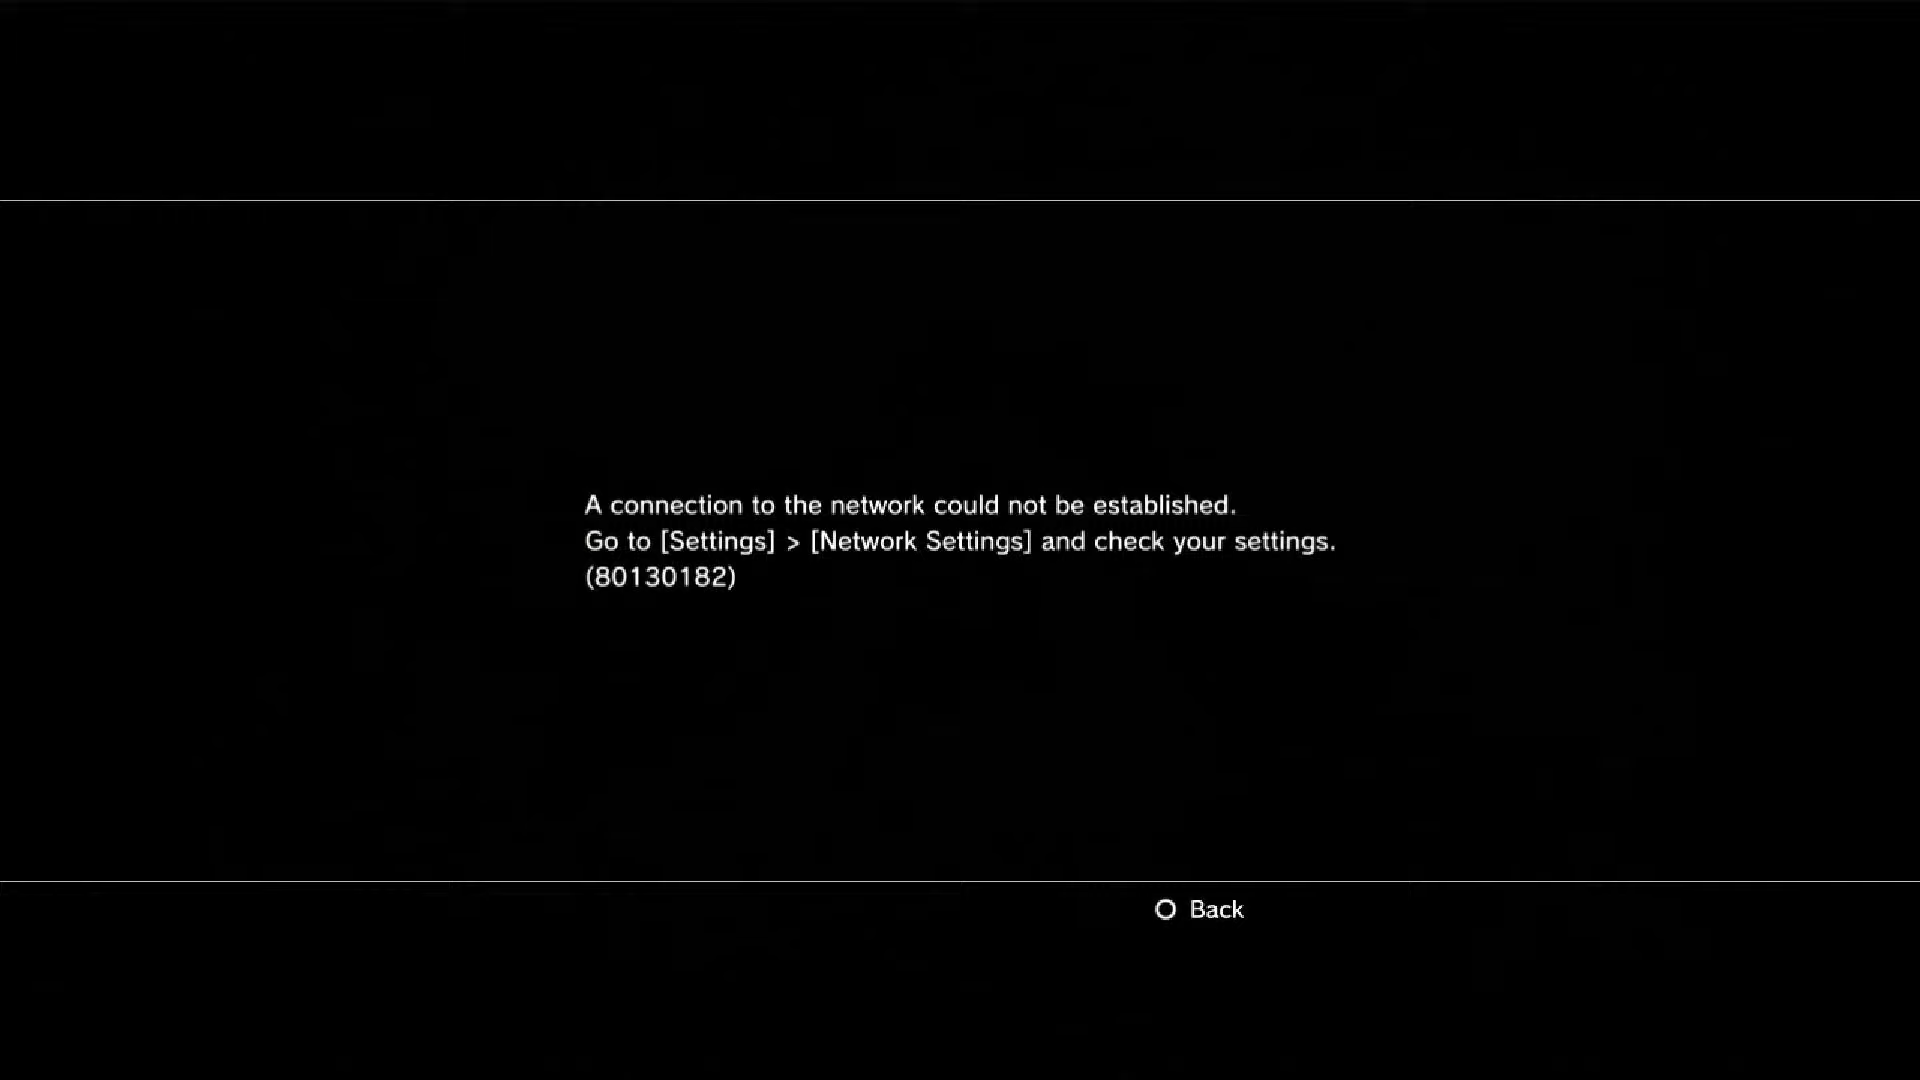 A connection to the network could not be established.
Go to [Settings] > [Network Settings] and check your settings.
(80130182)
Back